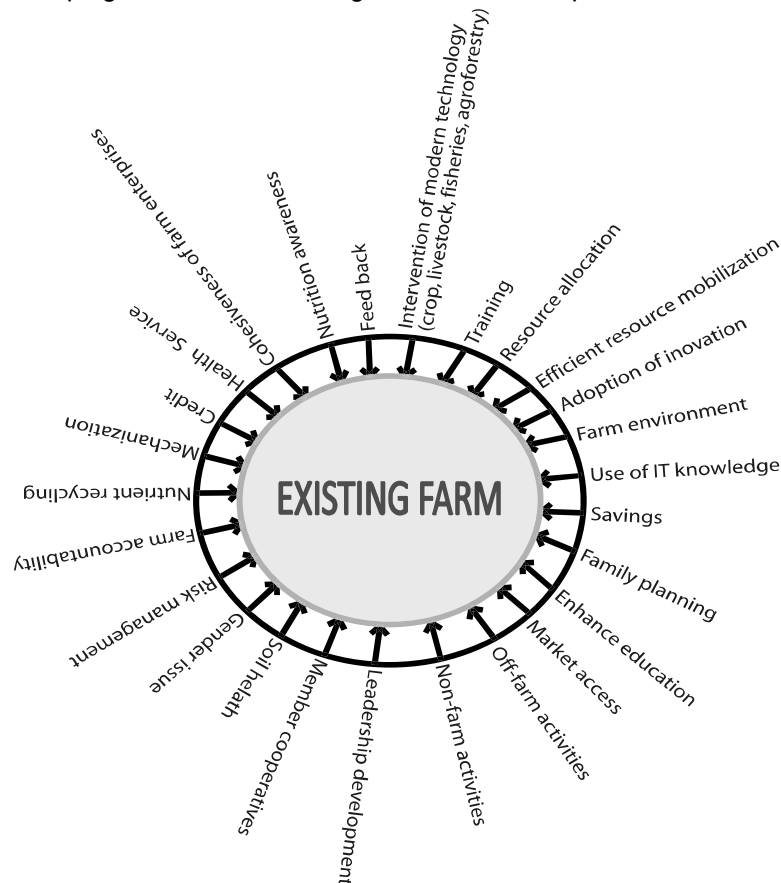 EXISTING FARM
Intervention of modern technology
(crop, livestock, fisheries, agroforestry)
Training
Resource allocation
Efficient resource mobilization
Adoption of inovation
Farm environment
Use of IT knowledge
Savings
Family planning
Enhance education
Market access
Off-farm activities
Non-farm activities
Leadership development
Member cooperatives
Soil helath
Gender issue
Risk management
Farm accountability
Nutrient recycling
Mechanization
Credit
Health Service
Cohesiveness of farm enterprises
Nutrition awareness
Feed back